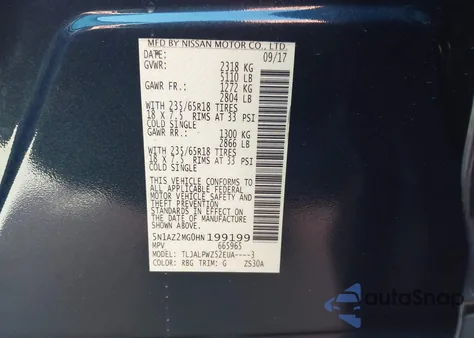 MFD BY NISSAN MOTOR CO., LTD.
DATE: 09/17
GVWR: 2318 KG
5110 LB
GAWR FR.: 1272 KG
2804 LB
WITH 235/65R18 TIRES
18 X 7.5 RIMS AT 33 PSI
COLD SINGLE
GAWR RR.: 1300 KG
2866 LB
WITH 235/65R18 TIRES
18 X 7.5 RIMS AT 33 PSI
COLD SINGLE
THIS VEHICLE CONFORMS TO
ALL APPLICABLE FEDERAL
MOTOR VEHICLE SAFETY
AND THEFT PREVENTION
STANDARDS IN EFFECT ON
THE DATE OF MANUFACTURE
SHOWN ABOVE.
5N1AZ2MG0HN199199
MPV 665965
MODEL: TLJALPWZ52EUA----3
COLOR: RBG TRIM: G ZS30A
AutoSnap